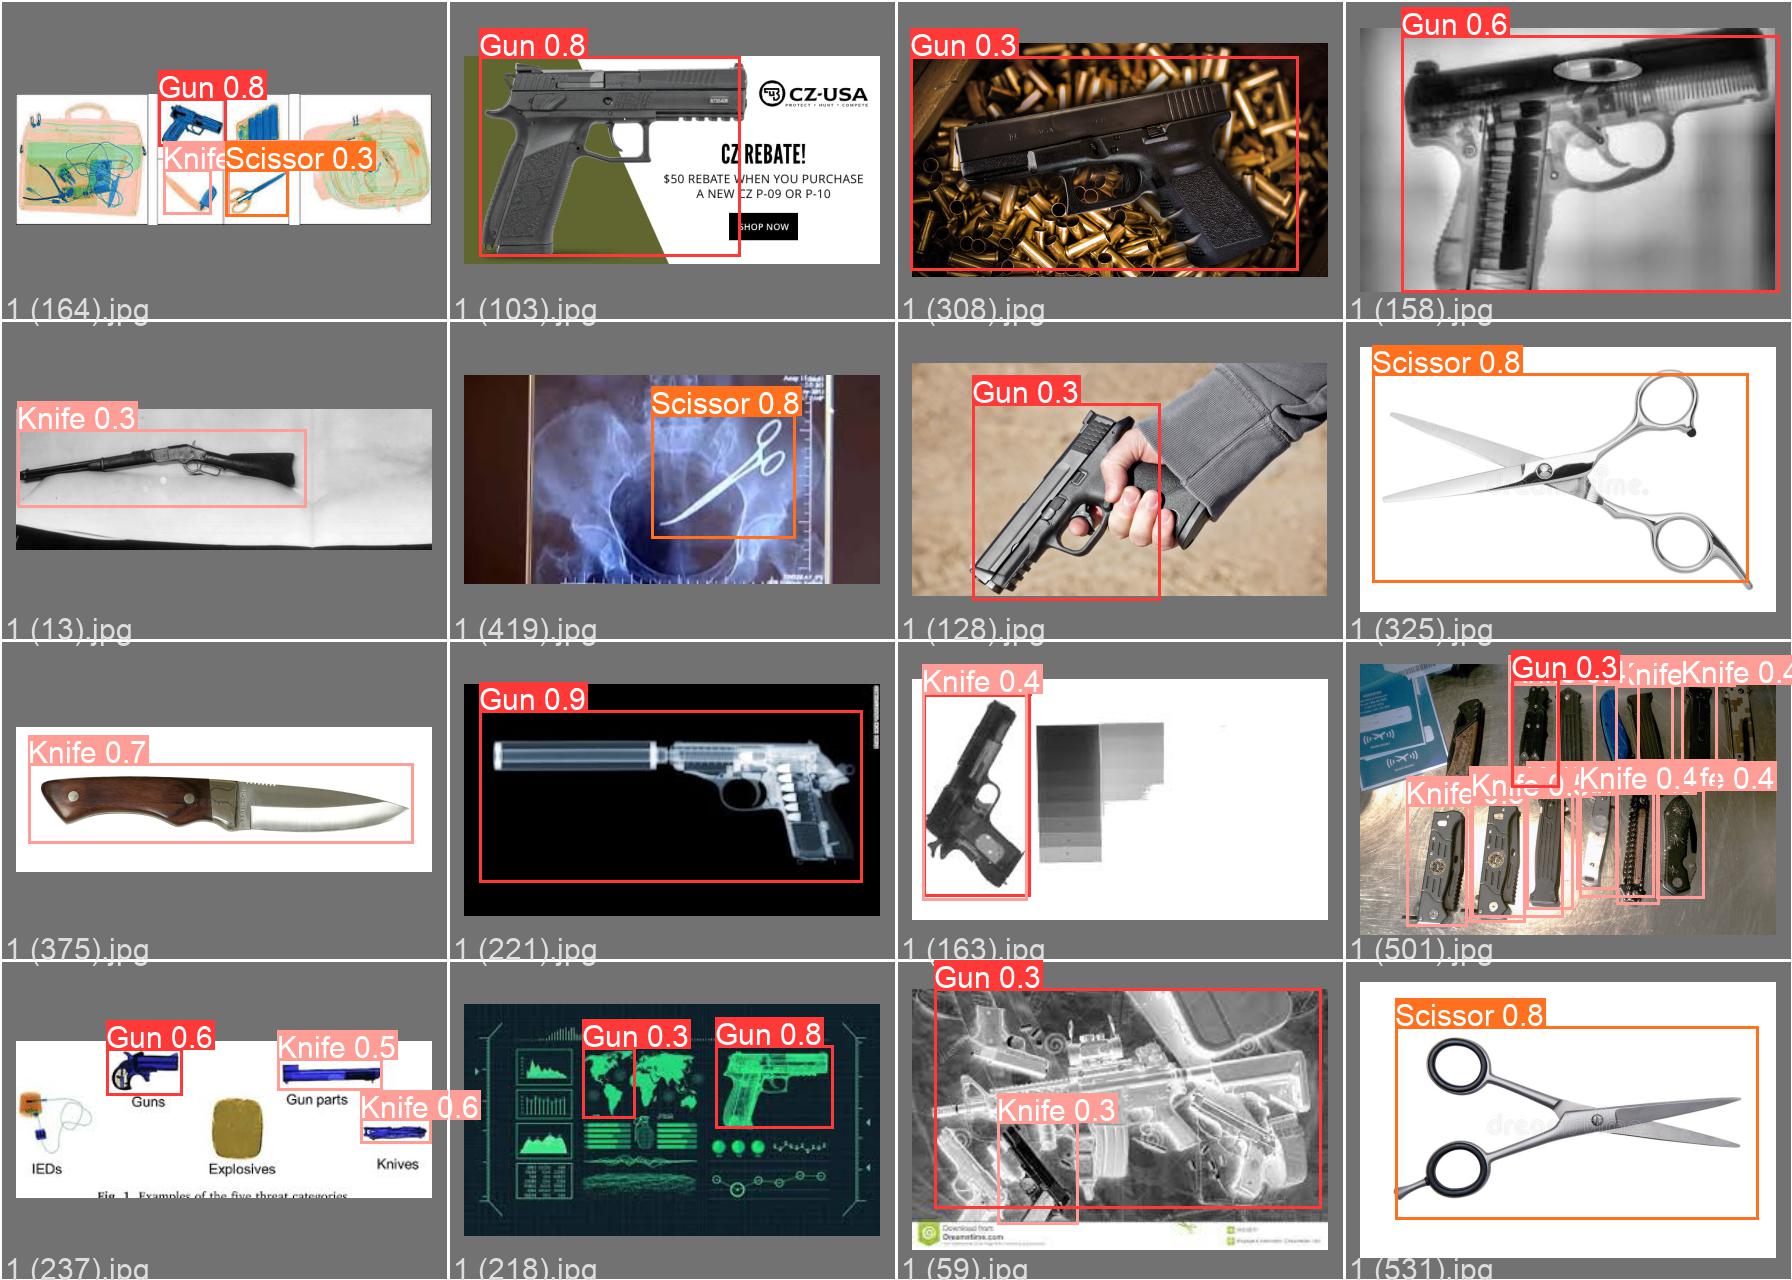 Gun 0.8
Knife
Scissor 0.3
1 (164).jpg
Gun 0.8
CZ-USA
PROTECT • HUNT • COMPETE
CZ REBATE!
$50 REBATE WHEN YOU PURCHASE
A NEW CZ P-09 OR P-10
SHOP NOW
1 (103).jpg
Gun 0.3
1 (308).jpg
Gun 0.6
1 (158).jpg
Knife 0.3
1 (13).jpg
Scissor 0.8
1 (419).jpg
Gun 0.3
1 (128).jpg
Scissor 0.8
1 (325).jpg
Knife 0.7
1 (375).jpg
Gun 0.9
1 (221).jpg
Knife 0.4
1 (163).jpg
Gun 0.3
Knife
Knife 0.4
Knife
Knife 0.4
fe 0.4
1 (501).jpg
Gun 0.6
Knife 0.5
Guns
Gun parts
Knife 0.6
IEDs
Explosives
Knives
Fig. 1. Examples of the five threat categories
1 (237).jpg
Gun 0.3
Gun 0.8
1 (218).jpg
Gun 0.3
Knife 0.3
Download from
Dreamstime.com
1 (59).jpg
Scissor 0.8
1 (531).jpg